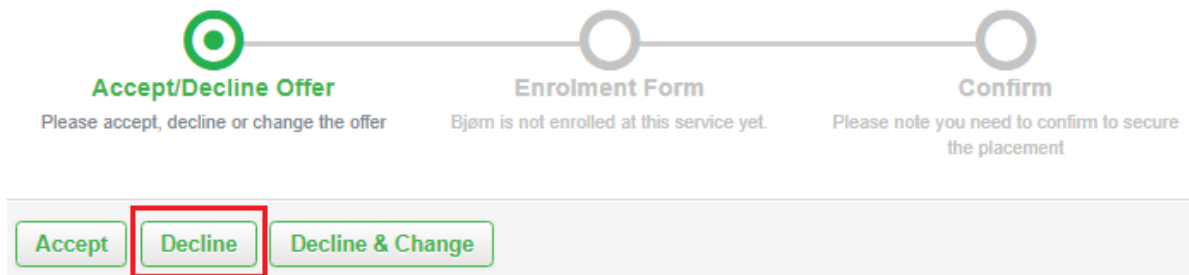 Accept/Decline Offer
Please accept, decline or change the offer
Enrolment Form
Bjørn is not enrolled at this service yet.
Confirm
Please note you need to confirm to secure
the placement
Accept
Decline
Decline & Change